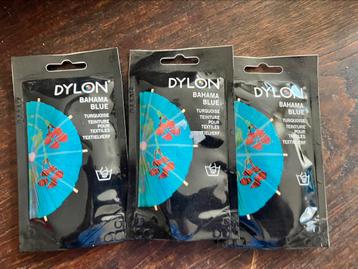 DYLON
BAHAMA
BLUE
TURQUOISE
TEINTURE
POUR
TEXTILES
TEXTIELVERF
DYLON
BAHAMA
BLUE
TURQUOISE
TEINTURE
POUR
TEXTILES
TEXTIELVERF
DYLON
BAHAMA
BLUE
TURQUOISE
TEINTURE
POUR
TEXTILES
TEXTIELVERF